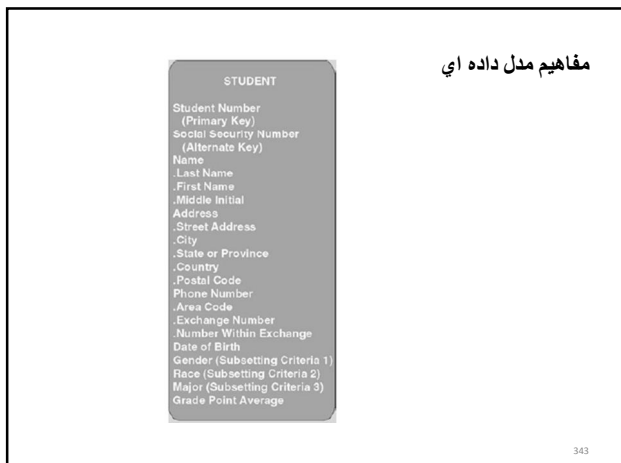 مفاهيم مدل داده اي
STUDENT
Student Number
(Primary Key)
Social Security Number
(Alternate Key)
Name
.Last Name
.First Name
.Middle Initial
Address
.Street Address
.City
.State or Province
.Country
.Postal Code
Phone Number
.Area Code
.Exchange Number
.Number Within Exchange
Date of Birth
Gender (Subsetting Criteria 1)
Race (Subsetting Criteria 2)
Major (Subsetting Criteria 3)
Grade Point Average
343